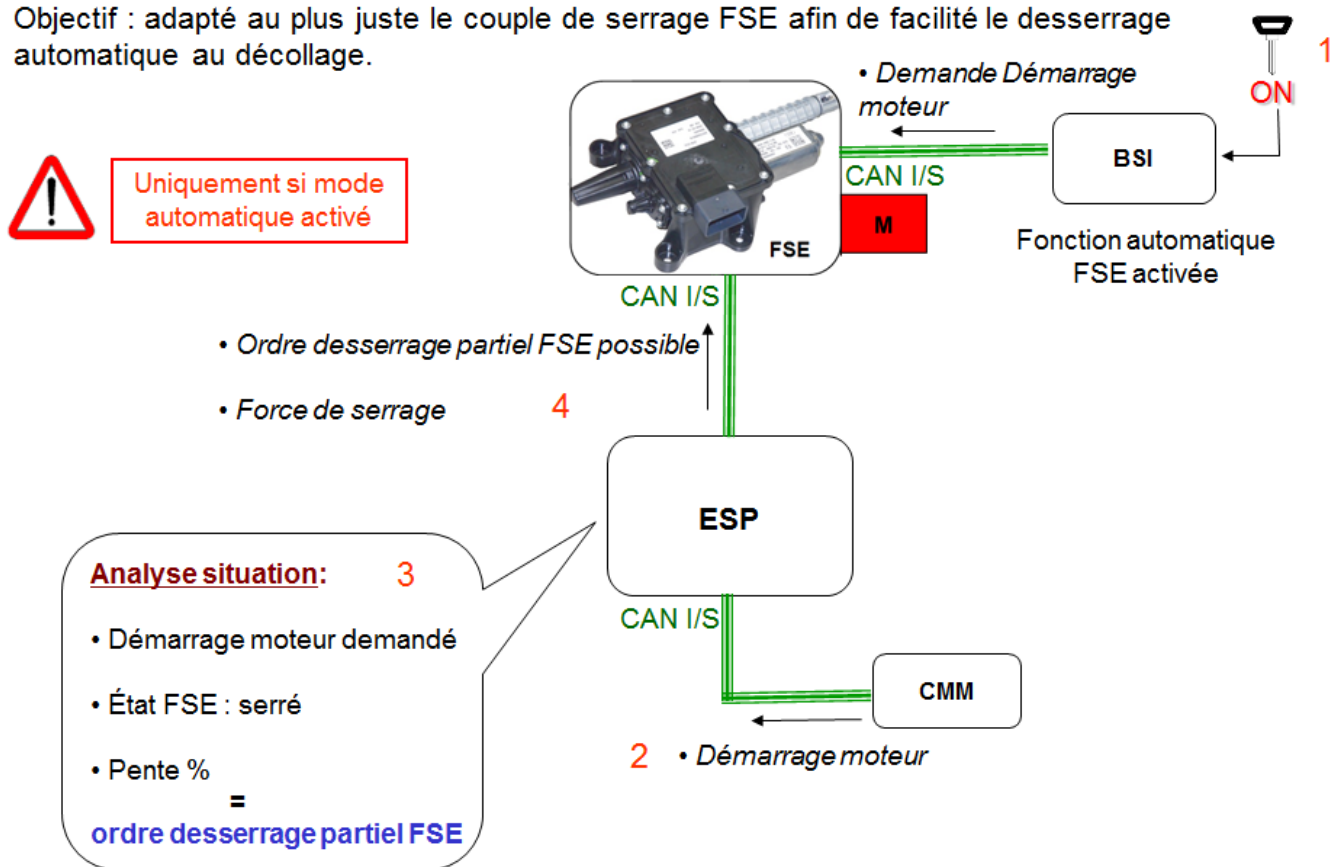 Objectif : adapté au plus juste le couple de serrage FSE afin de facilité le desserrage
automatique au décollage.
1
ON
• Demande Démarrage
moteur
BSI
CAN I/S
Uniquement si mode
automatique activé
M
FSE
Fonction automatique
FSE activée
CAN I/S
• Ordre desserrage partiel FSE possible
• Force de serrage
4
ESP
Analyse situation:
3
CAN I/S
• Démarrage moteur demandé
• État FSE : serré
CMM
• Pente %
2
• Démarrage moteur
=
ordre desserrage partiel FSE